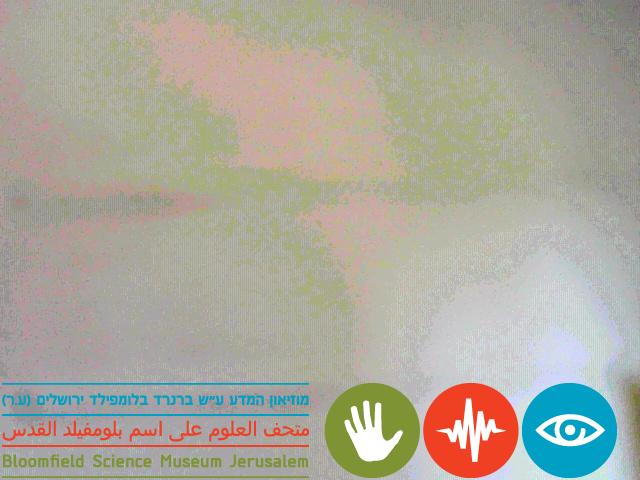 מוזיאון המדע ע״ש ברנרד בלומפילד ירושלים (ע.ר)
متحف العلوم على اسم بلومفيلد القدس
Bloomfield Science Museum Jerusalem